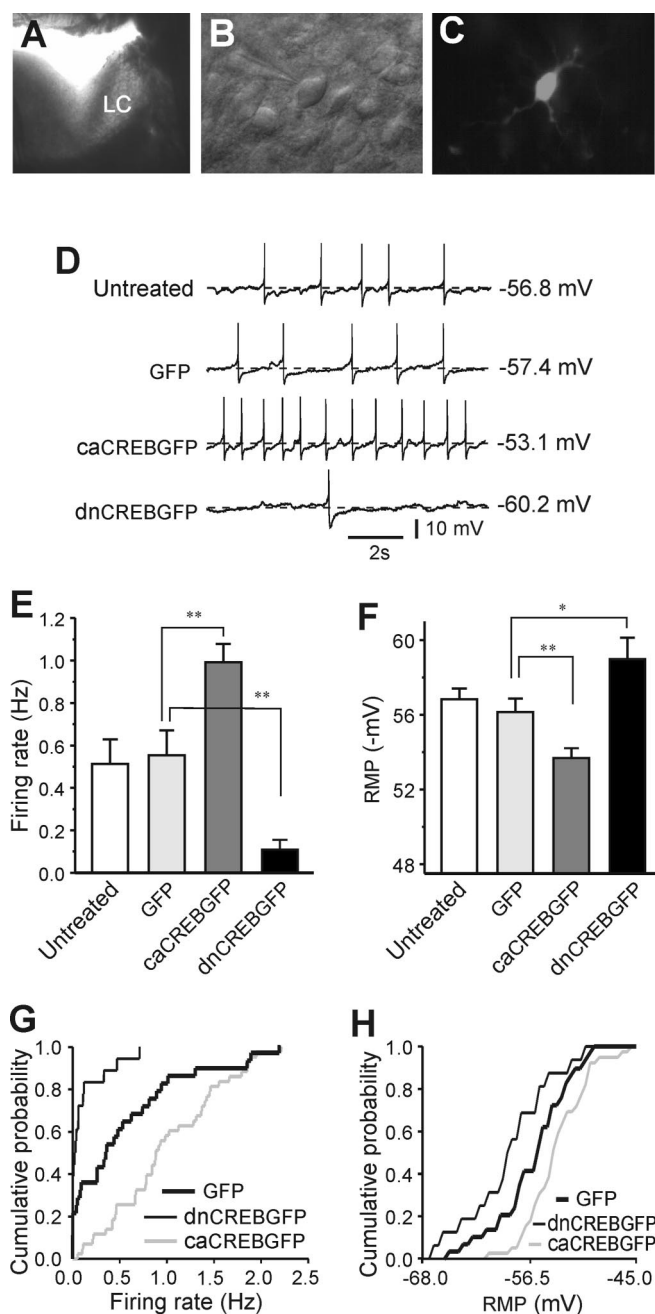 A
B
C
LC
D
Untreated
-56.8 mV
GFP
-57.4 mV
caCREBGFP
-53.1 mV
dnCREBGFP
-60.2 mV
10 mV
2s
E
F
Firing rate (Hz)
1.2
1.0
0.8
0.6
0.4
0.2
0.0
**
**
Untreated
GFP
caCREBGFP
dnCREBGFP
RMP (-mV)
60
56
52
48
*
**
Untreated
GFP
caCREBGFP
dnCREBGFP
G
H
Cumulative probability
1.0
0.8
0.6
0.4
0.2
0.0
GFP
dnCREBGFP
caCREBGFP
0.0 0.5 1.0 1.5 2.0 2.5
Firing rate (Hz)
Cumulative probability
1.0
0.8
0.6
0.4
0.2
0.0
GFP
dnCREBGFP
caCREBGFP
-68.0 -56.5 -45.0
RMP (mV)